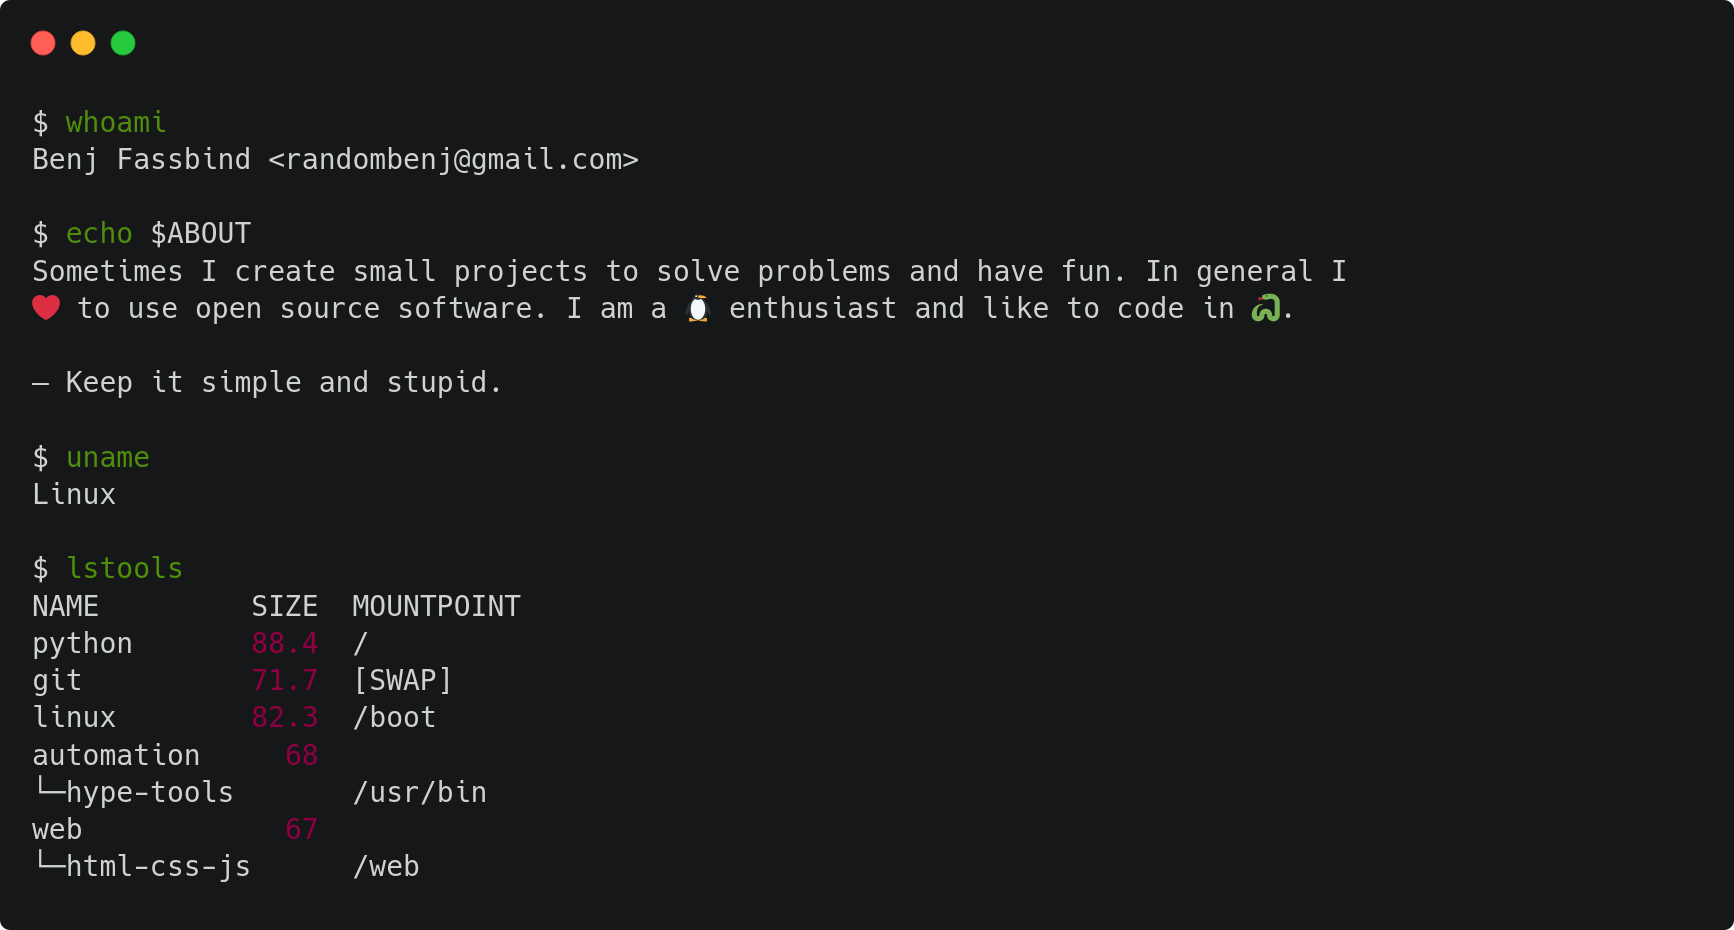 $ whoami
Benj Fassbind <randombenj@gmail.com>
$ echo $ABOUT
Sometimes I create small projects to solve problems and have fun. In general I
❤️ to use open source software. I am a 🐧 enthusiast and like to code in 🐍.
— Keep it simple and stupid.
$ uname
Linux
$ lstools
NAME         SIZE  MOUNTPOINT
python       88.4  /
git          71.7  [SWAP]
linux        82.3  /boot
automation     68
└─hype-tools       /usr/bin
web            67
└─html-css-js      /web